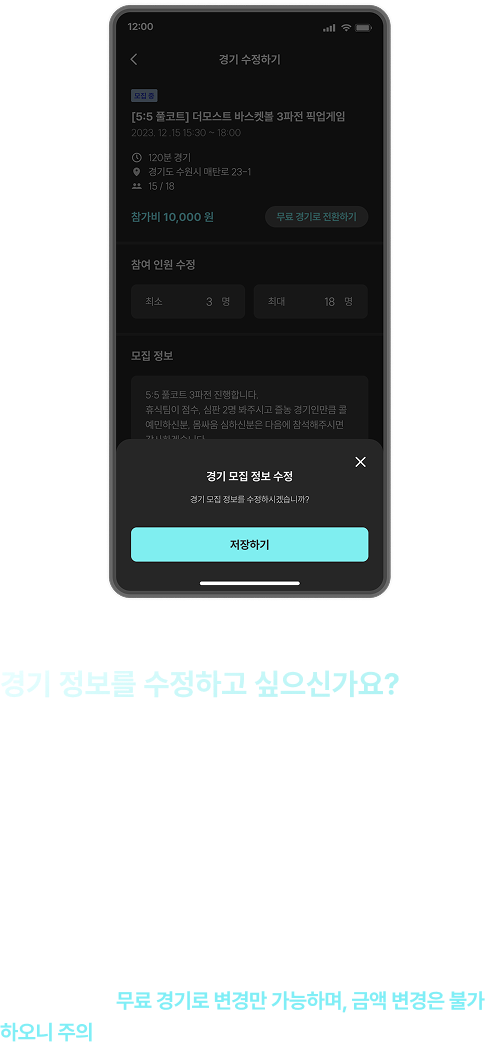 12:00
경기 수정하기
모집 중
[5:5 풀코트] 더모스트 바스켓볼 3파전 픽업게임
2023. 12 .15 15:30 ~ 18:00
120분 경기
경기도 수원시 매탄로 23-1
15 / 18
참가비 10,000 원 무료 경기로 전환하기
참여 인원 수정
최소 3 명 최대 18 명
모집 정보
5:5 풀코트 3파전 진행합니다.
휴식팀이 점수, 심판 2명 봐주시고 즐농 경기인만큼 콜
예민하신분, 몸싸움 심하신분은 다음에 참석해주시면
감사하겠습니다
경기 모집 정보 수정
경기 모집 정보를 수정하시겠습니까?
저장하기
경기 정보를 수정하고 싶으신가요?
무료 경기로 변경만 가능하며, 금액 변경은 불가
하오니 주의